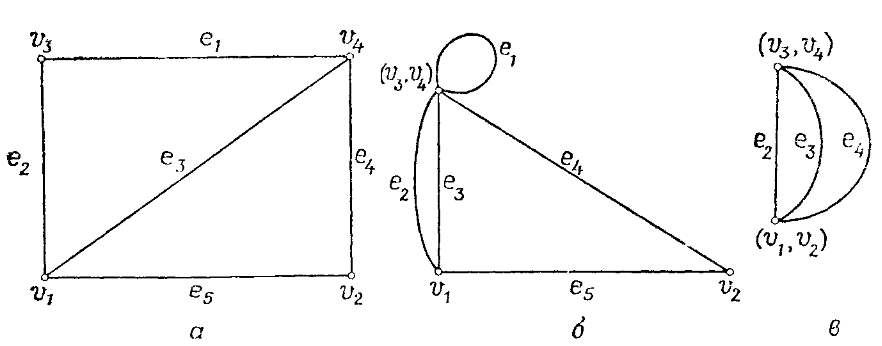 v₃ e₁ v₄
e₂ e₃ e₄
v₁ e₅ v₂
а
e₁
(v₃,v₄)
e₂ e₃ e₄
v₁ e₅ v₂
б
(v₃,v₄)
e₂ e₃ e₄
(v₁,v₂)
в